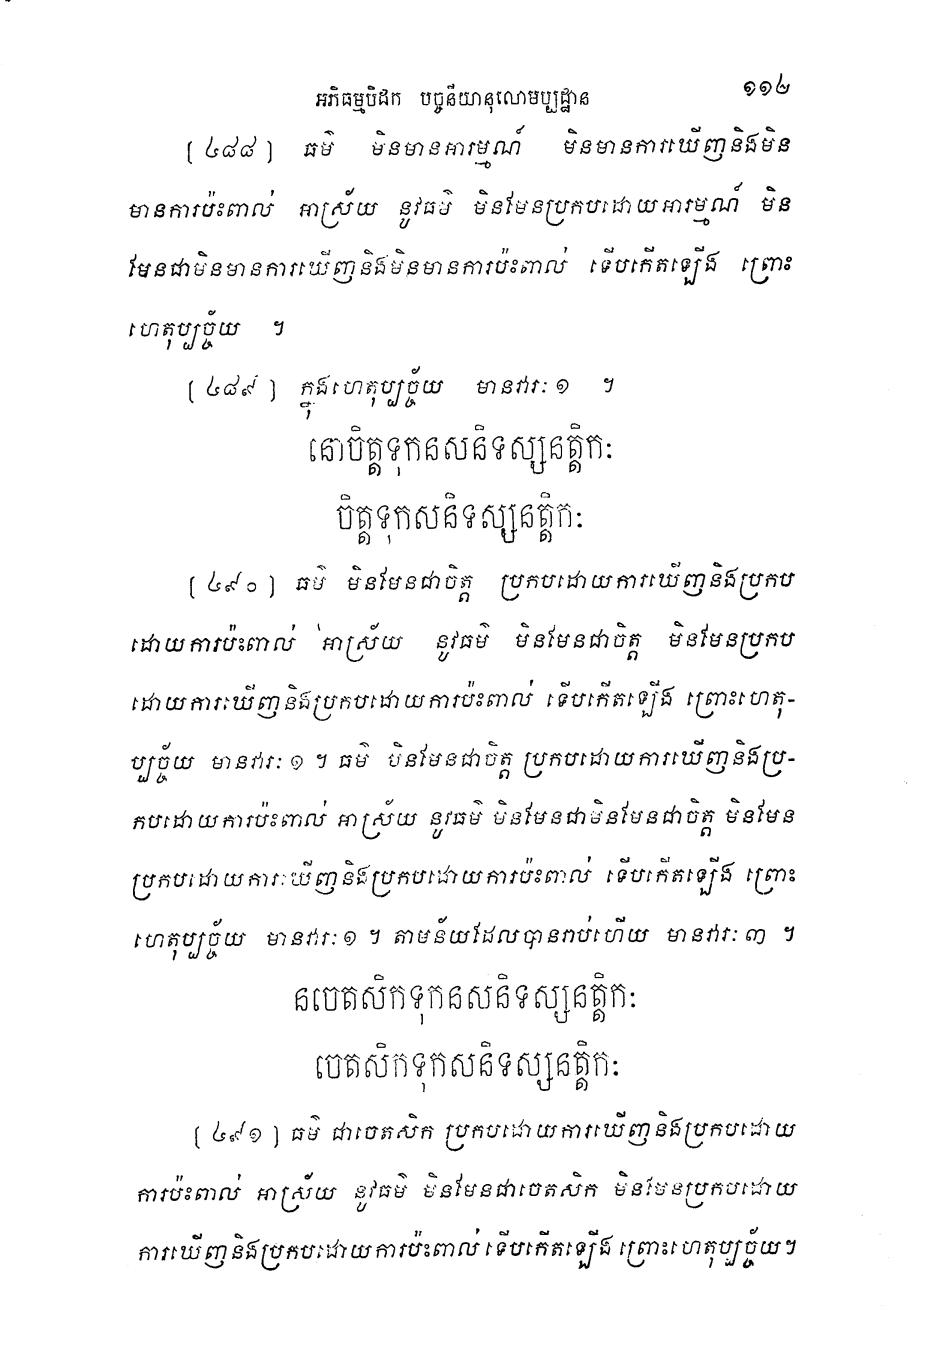 អភិធម្មបិដក បច្ចនីយានុលោមប្បដ្ឋាន ១១៤
[៤៨៨] ធម៌ មិនមានអារម្មណ៍ មិនមានការឃើញនិងមិន
មានការប៉ះពាល់ អាស្រ័យ នូវធម៌ មិនមែនប្រកបដោយអារម្មណ៍ មិន
មែនជាមិនមានការឃើញនិងមិនមានការប៉ះពាល់ ទើបកើតឡើង ព្រោះ
ហេតុប្បច្ច័យ ។
[៤៨៩] ក្នុងហេតុប្បច្ច័យ មានវារៈ ១ ។
នោចិត្តទុកនសនិទស្សនត្តិកៈ
ចិត្តទុកសនិទស្សនត្តិកៈ
[៤៩០] ធម៌ មិនមែនជាចិត្ត ប្រកបដោយការឃើញនិងប្រកប
ដោយការប៉ះពាល់ អាស្រ័យ នូវធម៌ មិនមែនជាចិត្ត មិនមែនប្រកប
ដោយការឃើញនិងប្រកបដោយការប៉ះពាល់ ទើបកើតឡើង ព្រោះហេតុ-
ប្បច្ច័យ មានវារៈ ១ ។ ធម៌ មិនមែនជាចិត្ត ប្រកបដោយការឃើញនិងប្រ-
កបដោយការប៉ះពាល់ អាស្រ័យ នូវធម៌ មិនមែនជាមិនមែនជាចិត្ត មិនមែន
ប្រកបដោយការឃើញនិងប្រកបដោយការប៉ះពាល់ ទើបកើតឡើង ព្រោះ
ហេតុប្បច្ច័យ មានវារៈ ១ ។ តាមន័យដែលបានរាប់ហើយ មានវារៈ ៣ ។
នចេតសិកទុកនសនិទស្សនត្តិកៈ
ចេតសិកទុកសនិទស្សនត្តិកៈ
[៤៩១] ធម៌ ជាចេតសិក ប្រកបដោយការឃើញនិងប្រកបដោយ
ការប៉ះពាល់ អាស្រ័យ នូវធម៌ មិនមែនជាចេតសិក មិនមែនប្រកបដោយ
ការឃើញនិងប្រកបដោយការប៉ះពាល់ ទើបកើតឡើង ព្រោះហេតុប្បច្ច័យ។